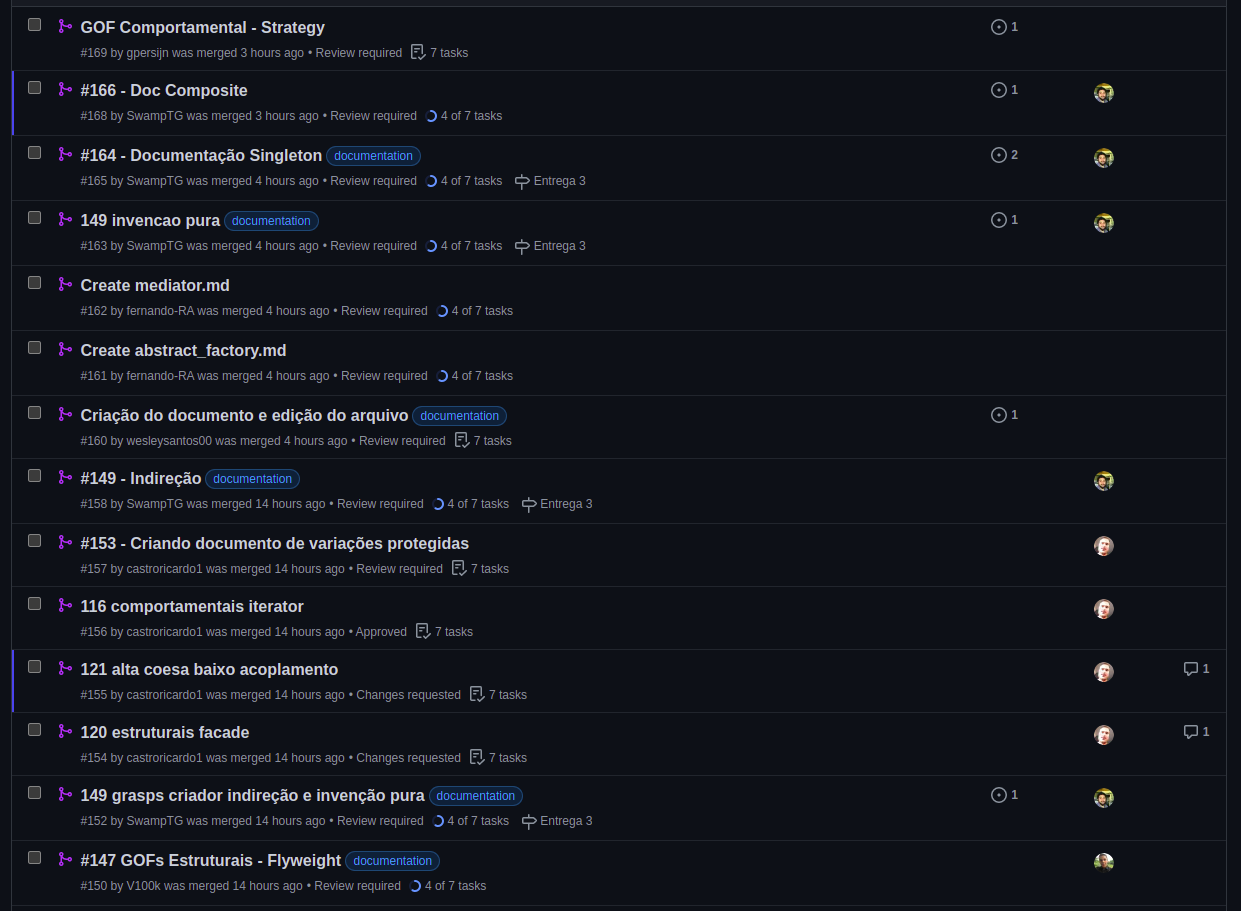 GOF Comportamental - Strategy
1
#169 by gpersijn was merged 3 hours ago • Review required 7 tasks
#166 - Doc Composite
1
#168 by SwampTG was merged 3 hours ago • Review required 4 of 7 tasks
#164 - Documentação Singleton documentation
2
#165 by SwampTG was merged 4 hours ago • Review required 4 of 7 tasks Entrega 3
149 invencao pura documentation
1
#163 by SwampTG was merged 4 hours ago • Review required 4 of 7 tasks Entrega 3
Create mediator.md
#162 by fernando-RA was merged 4 hours ago • Review required 4 of 7 tasks
Create abstract_factory.md
#161 by fernando-RA was merged 4 hours ago • Review required 4 of 7 tasks
Criação do documento e edição do arquivo documentation
1
#160 by wesleysantos00 was merged 4 hours ago • Review required 7 tasks
#149 - Indireção documentation
#158 by SwampTG was merged 14 hours ago • Review required 4 of 7 tasks Entrega 3
#153 - Criando documento de variações protegidas
#157 by castroricardo1 was merged 14 hours ago • Review required 7 tasks
116 comportamentais iterator
#156 by castroricardo1 was merged 14 hours ago • Approved 7 tasks
121 alta coesa baixo acoplamento
1
#155 by castroricardo1 was merged 14 hours ago • Changes requested 7 tasks
120 estruturais facade
1
#154 by castroricardo1 was merged 14 hours ago • Changes requested 7 tasks
149 grasps criador indireção e invenção pura documentation
1
#152 by SwampTG was merged 14 hours ago • Review required 4 of 7 tasks Entrega 3
#147 GOFs Estruturais - Flyweight documentation
#150 by V100k was merged 14 hours ago • Review required 4 of 7 tasks